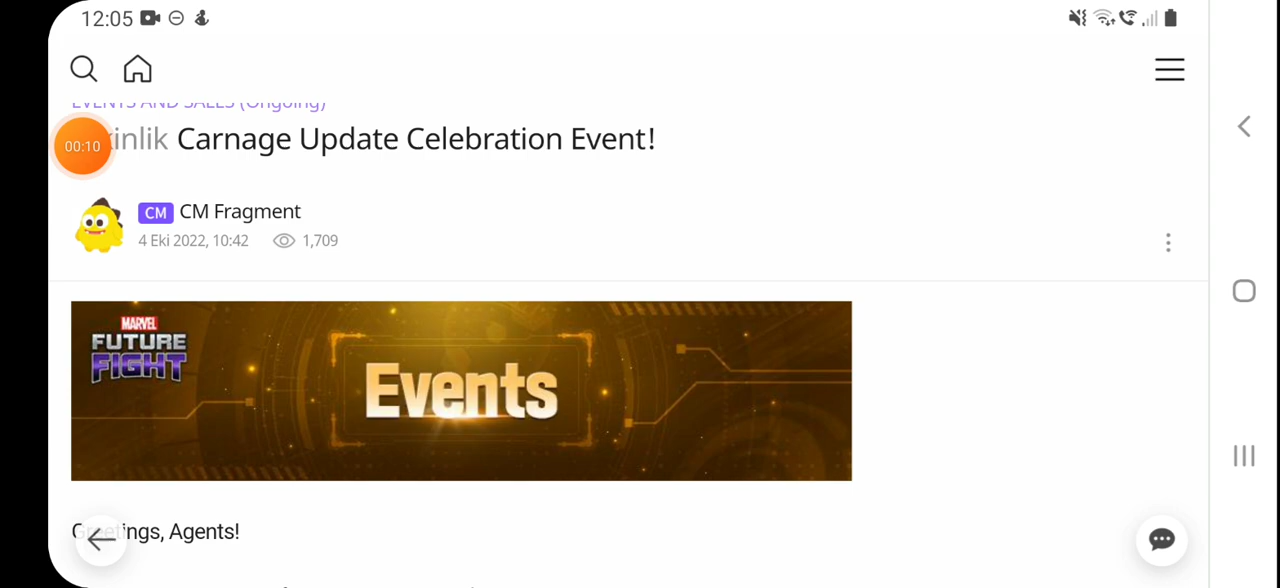 12:05
EVENTS AND SALES (Ongoing)
00:10
inlik Carnage Update Celebration Event!
CM CM Fragment
4 Eki 2022, 10:42 1,709
MARVEL
FUTURE
FIGHT
Events
Greetings, Agents!